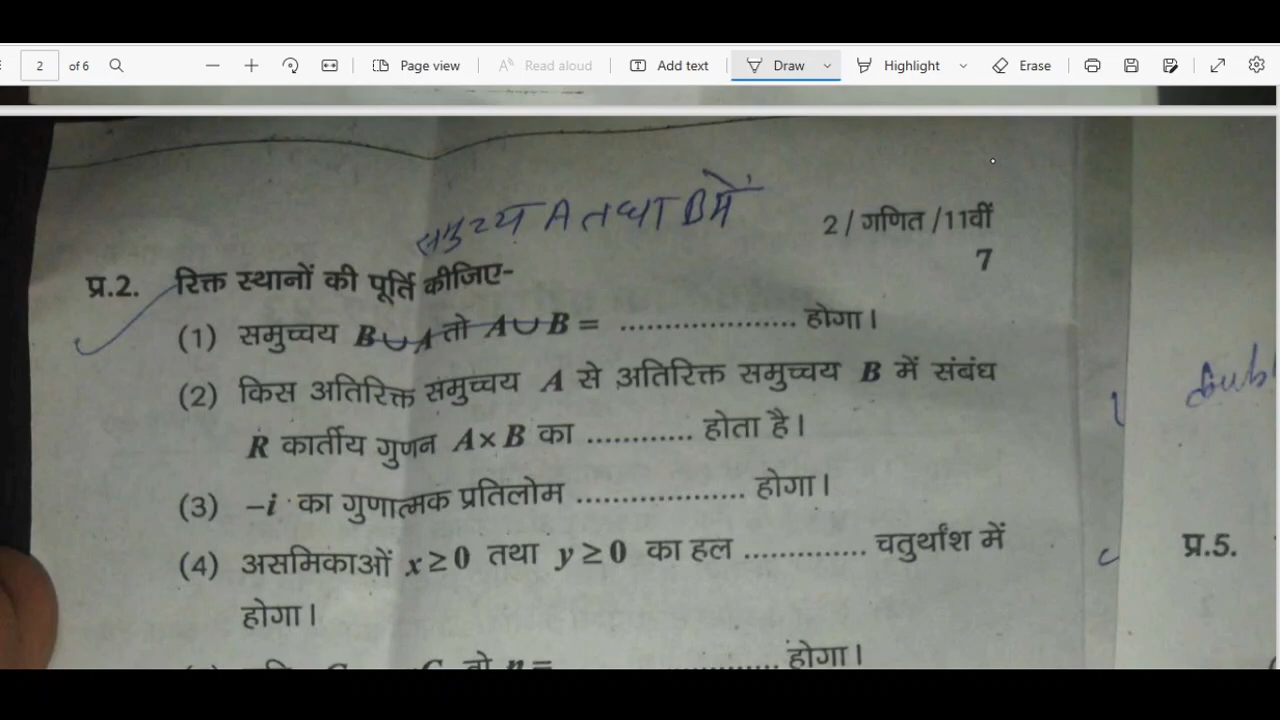 2 of 6 Page view Read aloud Add text Draw Highlight Erase
समुच्चय A तथा B में
2/गणित/11वीं
7
प्र.2. रिक्त स्थानों की पूर्ति कीजिए-
(1) समुच्चय B∪A तो A∪B = .................... होगा।
(2) किस अतिरिक्त समुच्चय A से अतिरिक्त समुच्चय B में संबंध
R कार्तीय गुणन A×B का ............ होता है।
(3) -i का गुणात्मक प्रतिलोम ................... होगा।
(4) असमिकाओं x≥0 तथा y≥0 का हल .............. चतुर्थांश में
होगा।
होगा।
प्र.5.